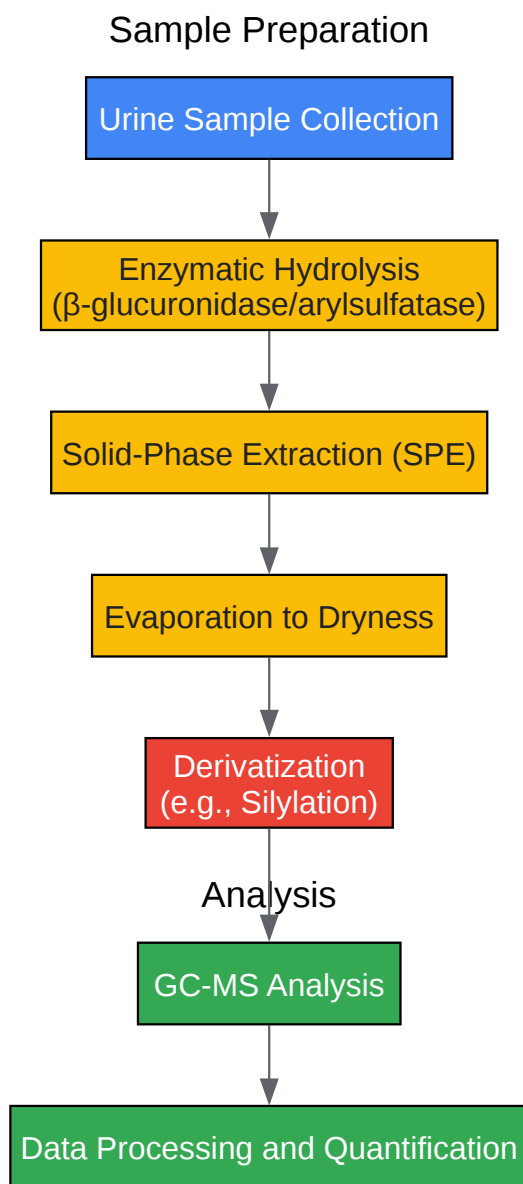 Sample Preparation
Urine Sample Collection
Enzymatic Hydrolysis
(β-glucuronidase/arylsulfatase)
Solid-Phase Extraction (SPE)
Evaporation to Dryness
Derivatization
(e.g., Silylation)
Analysis
GC-MS Analysis
Data Processing and Quantification